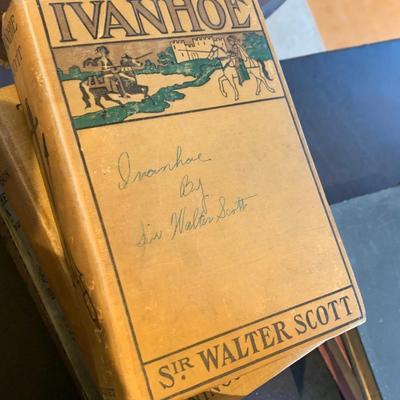 IVANHOE
Ivanhoe
By
Sir Walter Scott
SIR WALTER SCOTT